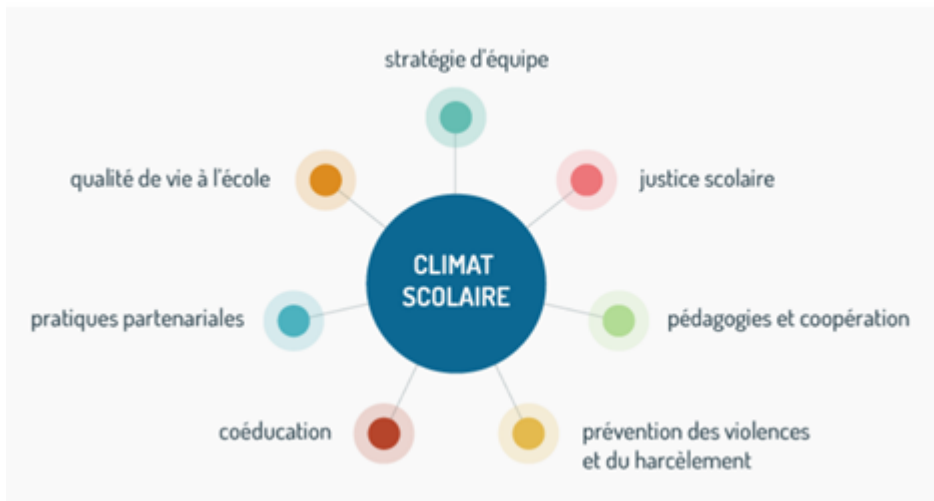 stratégie d'équipe
qualité de vie à l'école
justice scolaire
CLIMAT
SCOLAIRE
pratiques partenariales
pédagogies et coopération
coéducation
prévention des violences
et du harcèlement